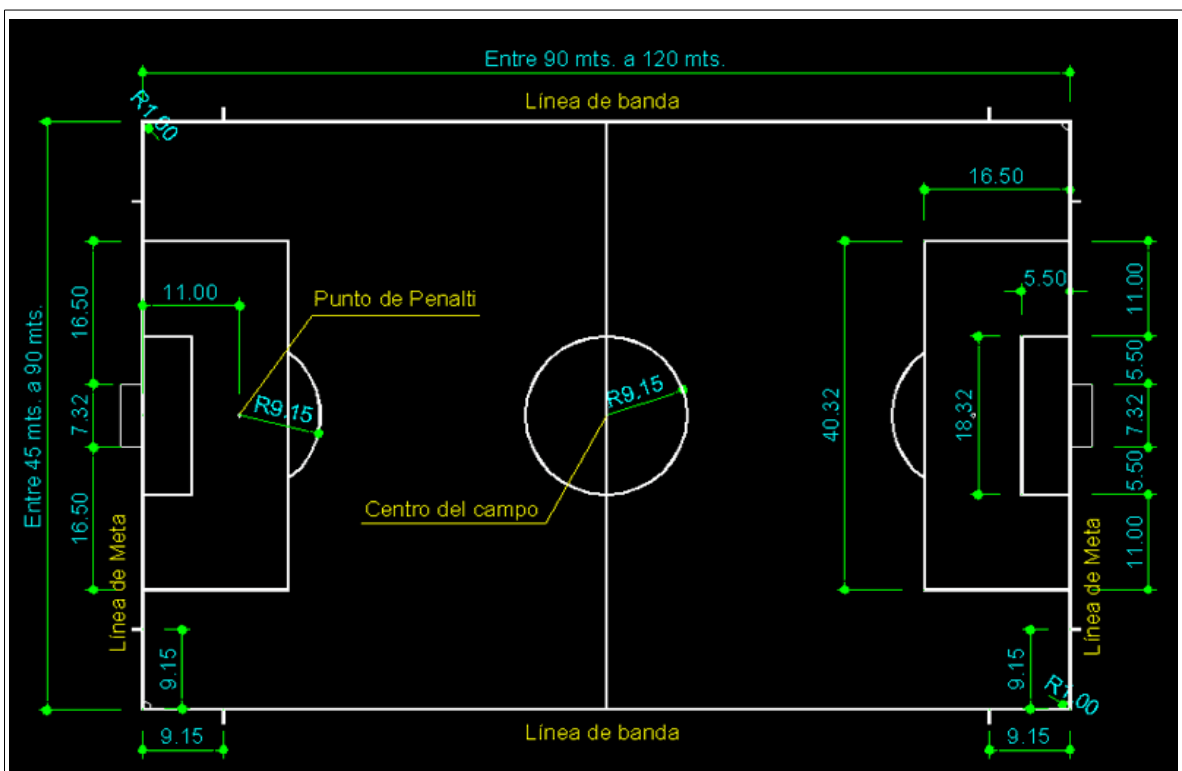 Entre 90 mts. a 120 mts.
Línea de banda
R1.00
16.50
11.00
5.50
Punto de Penalti
16.50
11.00
5.50
Entre 45 mts. a 90 mts.
7.32
R9.15
R9.15
40.32
18.32
7.32
Centro del campo
5.50
16.50
11.00
Línea de Meta
Línea de Meta
9.15
9.15
R1.00
Línea de banda
9.15
9.15